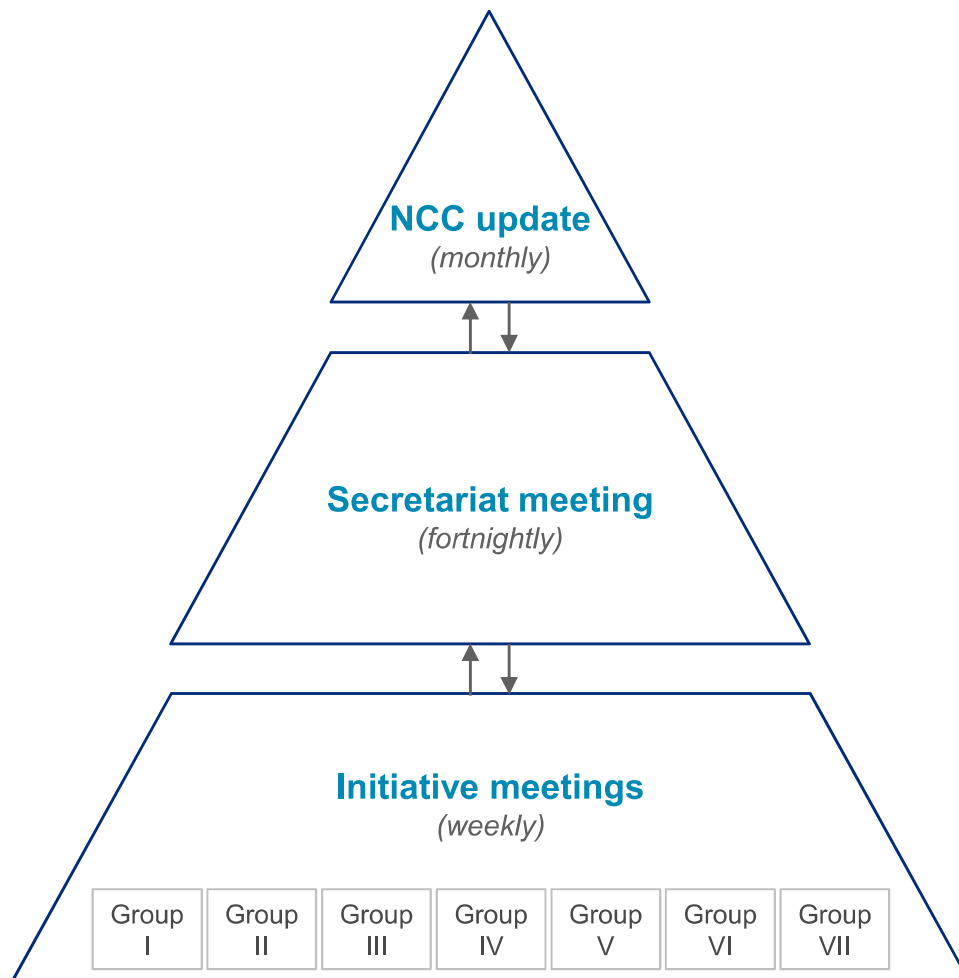 NCC update
(monthly)
Secretariat meeting
(fortnightly)
Initiative meetings
(weekly)
Group
I
Group
II
Group
III
Group
IV
Group
V
Group
VI
Group
VII